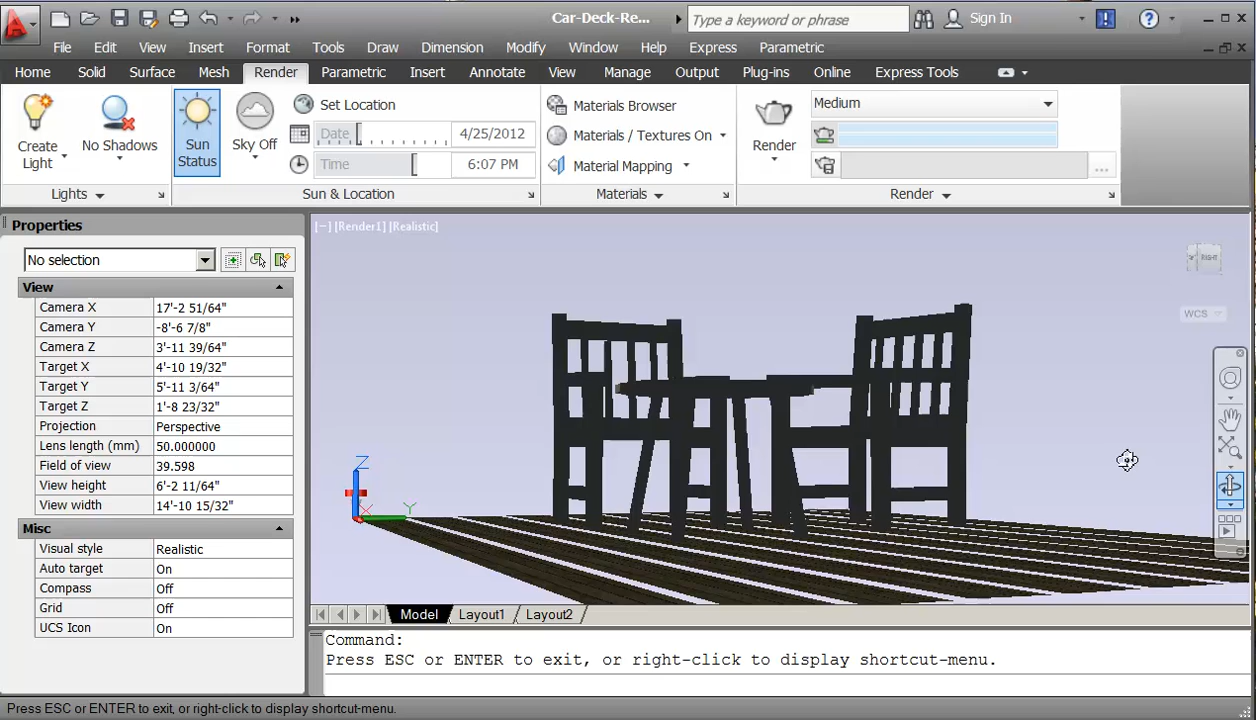 Car-Deck-Re... Type a keyword or phrase Sign In
File Edit View Insert Format Tools Draw Dimension Modify Window Help Express Parametric
Home Solid Surface Mesh Render Parametric Insert Annotate View Manage Output Plug-ins Online Express Tools
Create Light
No Shadows
Sun Status
Sky Off
Set Location
Date 4/25/2012
Time 6:07 PM
Materials Browser
Materials / Textures On
Material Mapping
Render
Medium
...
Lights Sun & Location Materials Render
Properties
No selection
View
Camera X 17'-2 51/64"
Camera Y -8'-6 7/8"
Camera Z 3'-11 39/64"
Target X 4'-10 19/32"
Target Y 5'-11 3/64"
Target Z 1'-8 23/32"
Projection Perspective
Lens length (mm) 50.000000
Field of view 39.598
View height 6'-2 11/64"
View width 14'-10 15/32"
Misc
Visual style Realistic
Auto target On
Compass Off
Grid Off
UCS Icon On
[−] [Render1] [Realistic]
RIGHT
WCS
Z
X
Y
Model Layout1 Layout2
Command:
Press ESC or ENTER to exit, or right-click to display shortcut-menu.
Press ESC or ENTER to exit, or right-click to display shortcut-menu.